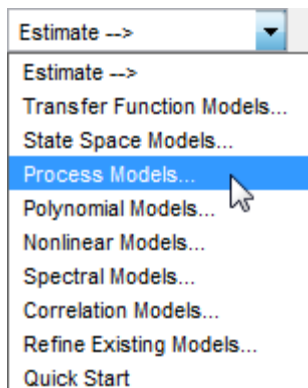 Estimate -->
Estimate -->
Transfer Function Models...
State Space Models...
Process Models...
Polynomial Models...
Nonlinear Models...
Spectral Models...
Correlation Models...
Refine Existing Models...
Quick Start